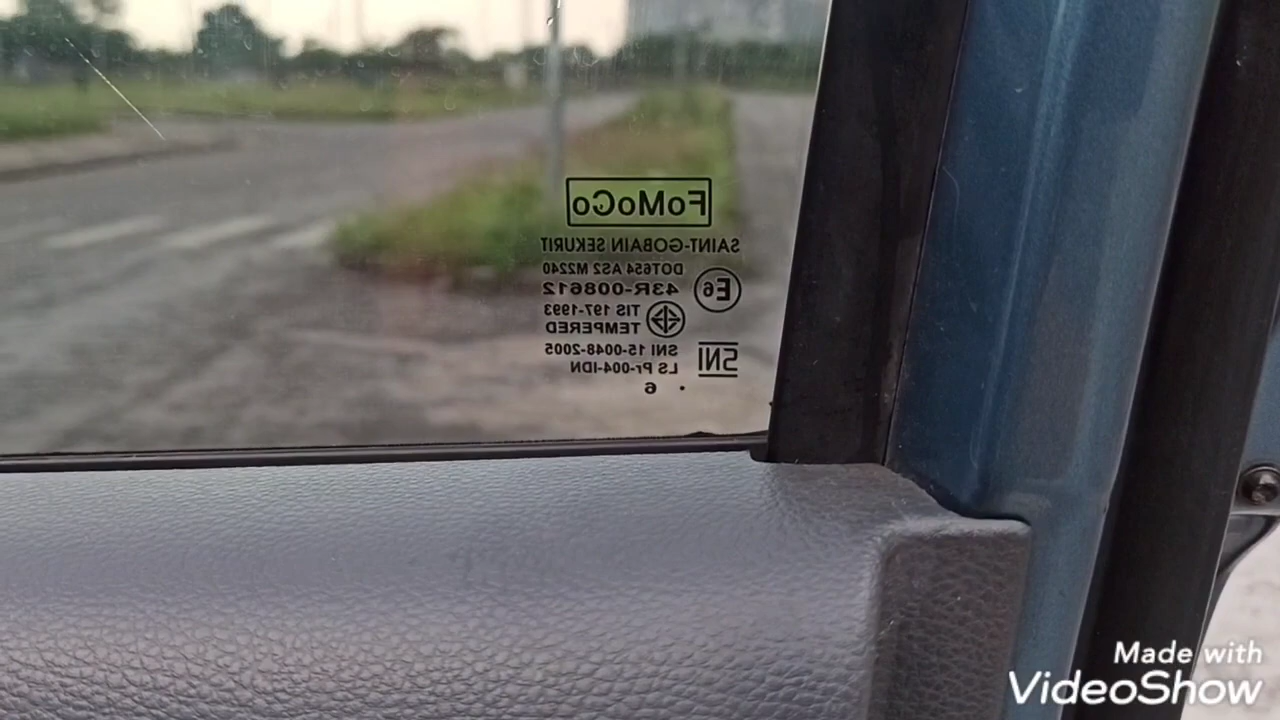 FoMoCo
SAINT-GOBAIN SEKURIT
DOT654 AS2 M2240
E6 43R-008612
TIS 197-1993
TEMPERED
SNI SNI 15-0048-2005
LS Pr-004-IDN
. 6
Made with
VideoShow